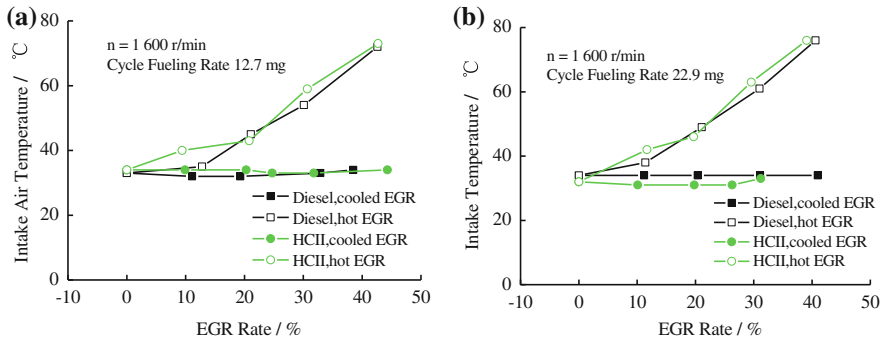 (a)
80
60
40
20
0
-10
0
10
20
30
40
50
Intake Air Temperature / ℃
EGR Rate / %
n = 1 600 r/min
Cycle Fueling Rate 12.7 mg
Diesel,cooled EGR
Diesel,hot EGR
HCII,cooled EGR
HCII,hot EGR
(b)
80
60
40
20
0
-10
0
10
20
30
40
50
Intake Temperature / ℃
EGR Rate / %
n = 1 600 r/min
Cycle Fueling Rate 22.9 mg
Diesel,cooled EGR
Diesel,hot EGR
HCII,cooled EGR
HCII,hot EGR